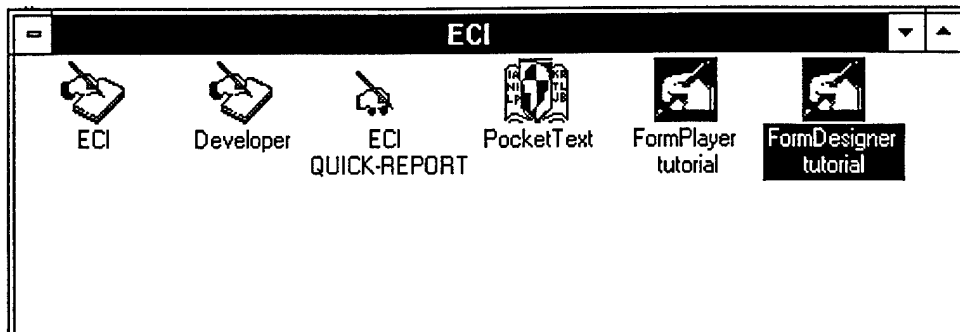 ECI
ECI
Developer
ECI
QUICK-REPORT
PocketText
FormPlayer
tutorial
FormDesigner
tutorial